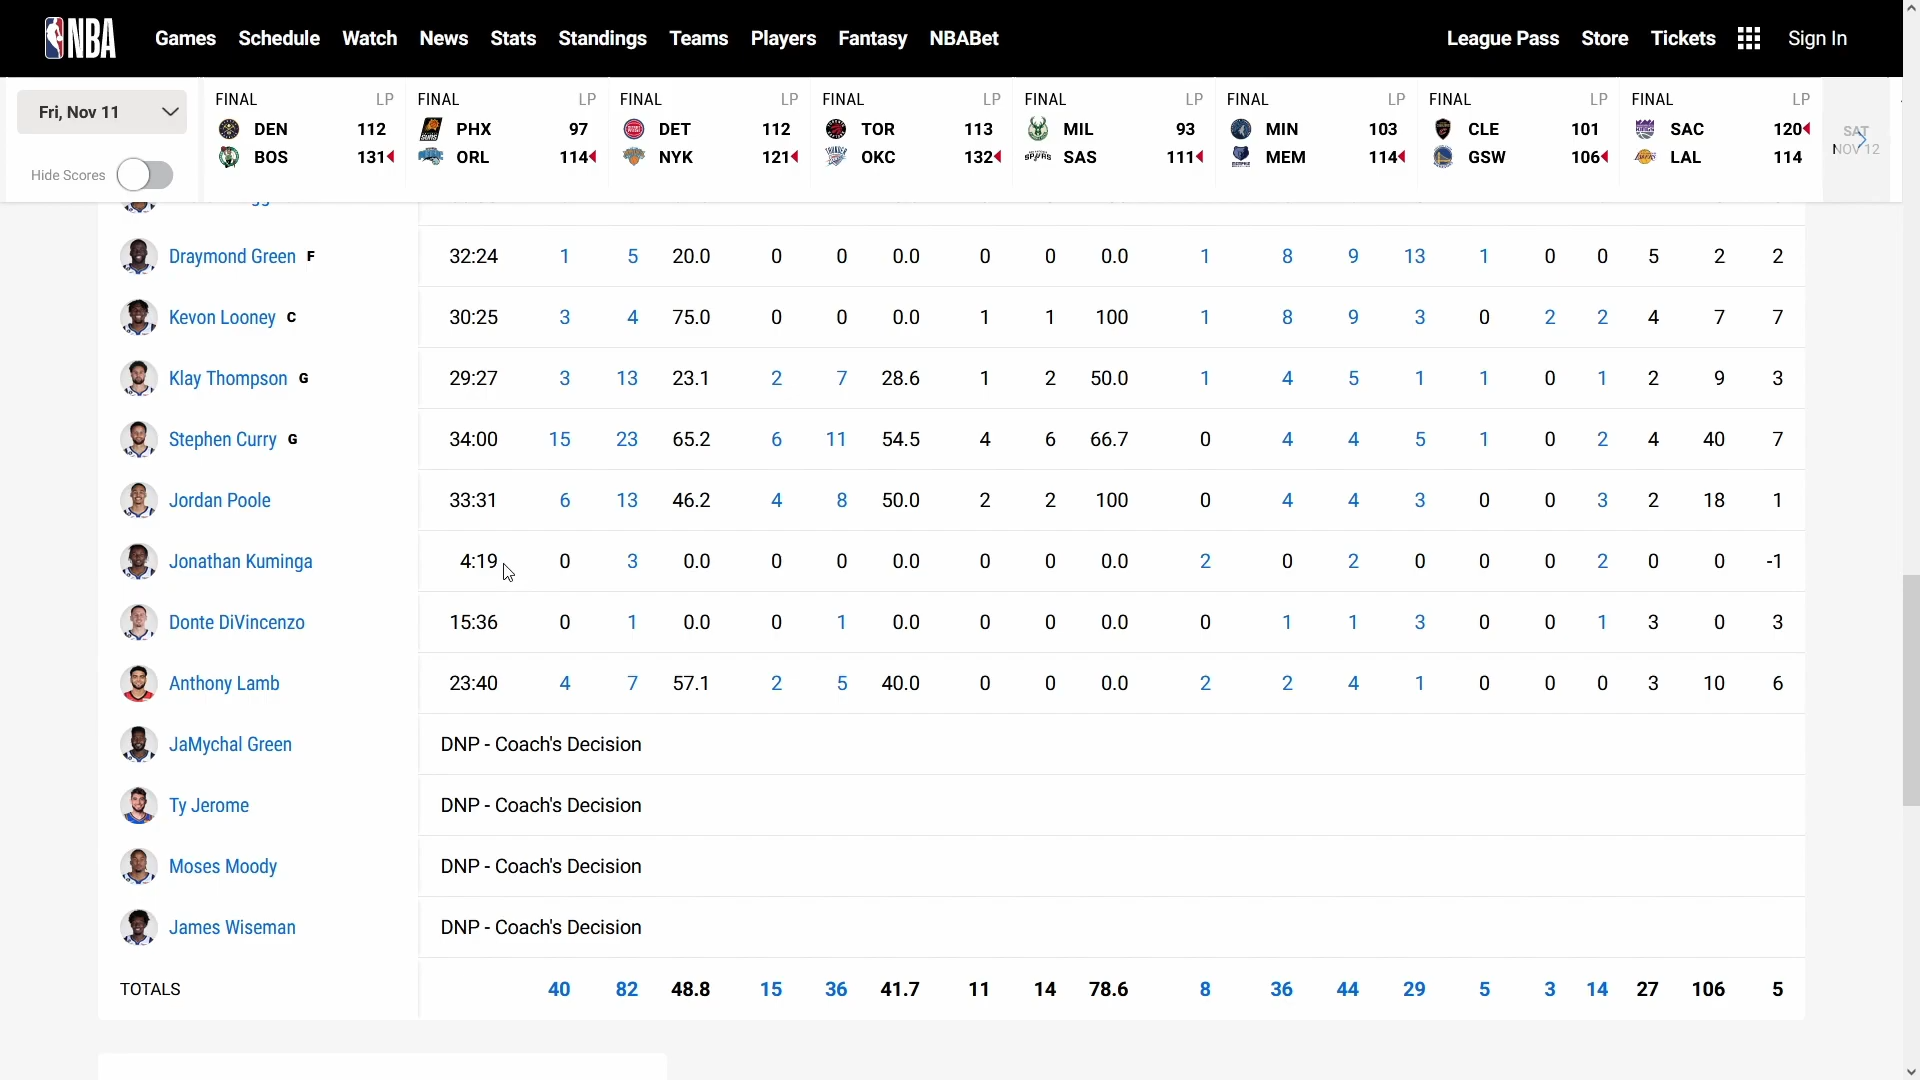 NBA Games Schedule Watch News Stats Standings Teams Players Fantasy NBABet League Pass Store Tickets Sign In
Fri, Nov 11
Hide Scores
FINAL LP
DEN 112
BOS 131
FINAL LP
PHX 97
ORL 114
FINAL LP
DET 112
NYK 121
FINAL LP
TOR 113
OKC 132
FINAL LP
MIL 93
SAS 111
FINAL LP
MIN 103
MEM 114
FINAL LP
CLE 101
GSW 106
FINAL LP
SAC 120
LAL 114
SAT
NOV 12
Draymond Green F 32:24 1 5 20.0 0 0 0.0 0 0 0.0 1 8 9 13 1 0 0 5 2 2
Kevon Looney C 30:25 3 4 75.0 0 0 0.0 1 1 100 1 8 9 3 0 2 2 4 7 7
Klay Thompson G 29:27 3 13 23.1 2 7 28.6 1 2 50.0 1 4 5 1 1 0 1 2 9 3
Stephen Curry G 34:00 15 23 65.2 6 11 54.5 4 6 66.7 0 4 4 5 1 0 2 4 40 7
Jordan Poole 33:31 6 13 46.2 4 8 50.0 2 2 100 0 4 4 3 0 0 3 2 18 1
Jonathan Kuminga 4:19 0 3 0.0 0 0 0.0 0 0 0.0 2 0 2 0 0 0 2 0 0 -1
Donte DiVincenzo 15:36 0 1 0.0 0 1 0.0 0 0 0.0 0 1 1 3 0 0 1 3 0 3
Anthony Lamb 23:40 4 7 57.1 2 5 40.0 0 0 0.0 2 2 4 1 0 0 0 3 10 6
JaMychal Green DNP - Coach's Decision
Ty Jerome DNP - Coach's Decision
Moses Moody DNP - Coach's Decision
James Wiseman DNP - Coach's Decision
TOTALS 40 82 48.8 15 36 41.7 11 14 78.6 8 36 44 29 5 3 14 27 106 5